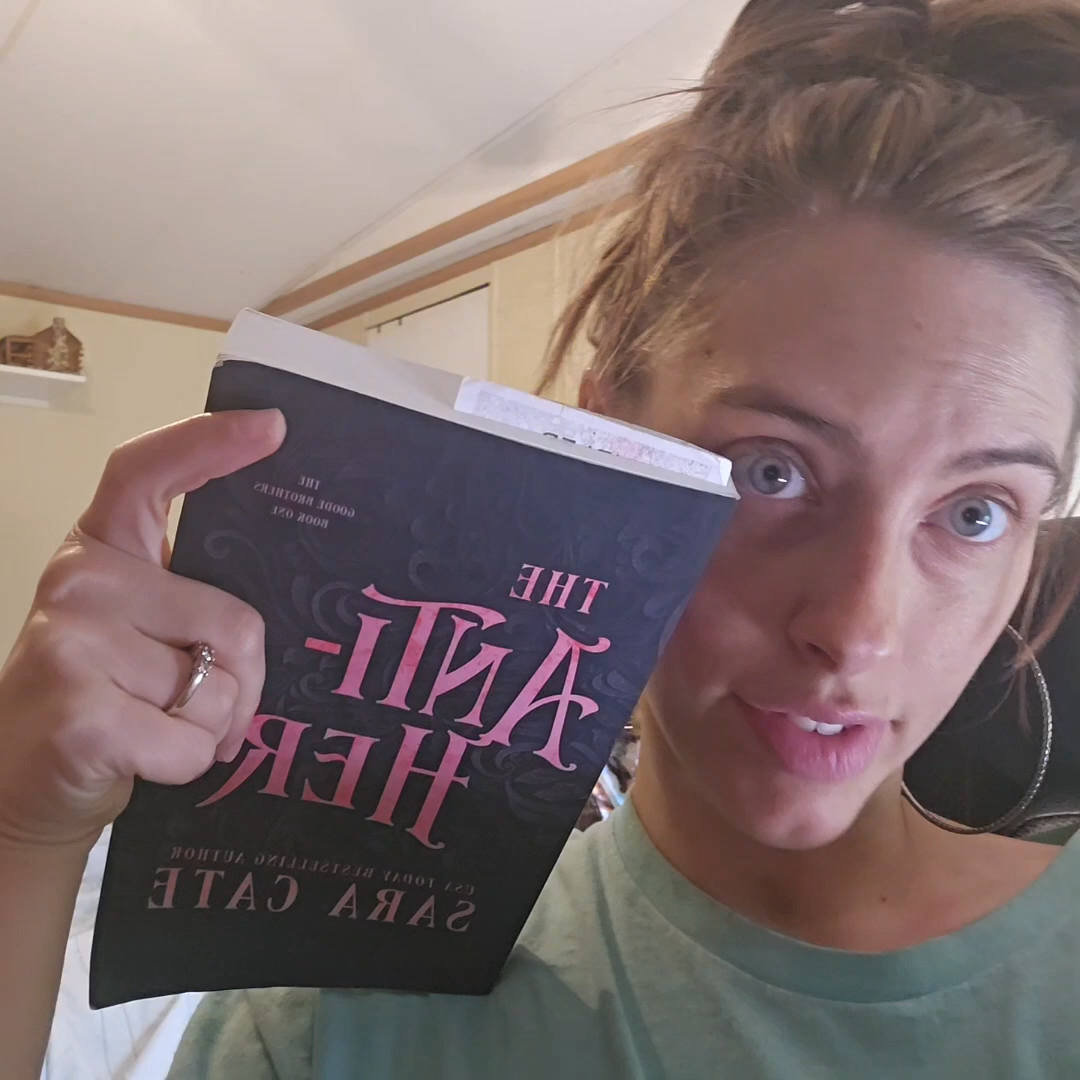 THE
GOODE BROTHERS
BOOK ONE
THE
ANTI-
HER
USA TODAY BESTSELLING AUTHOR
SARA CATE